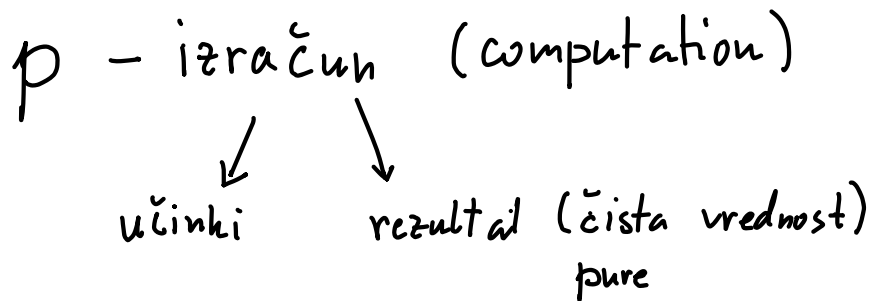 p - izračun (computation)
učinki rezultat (čista vrednost)
pure